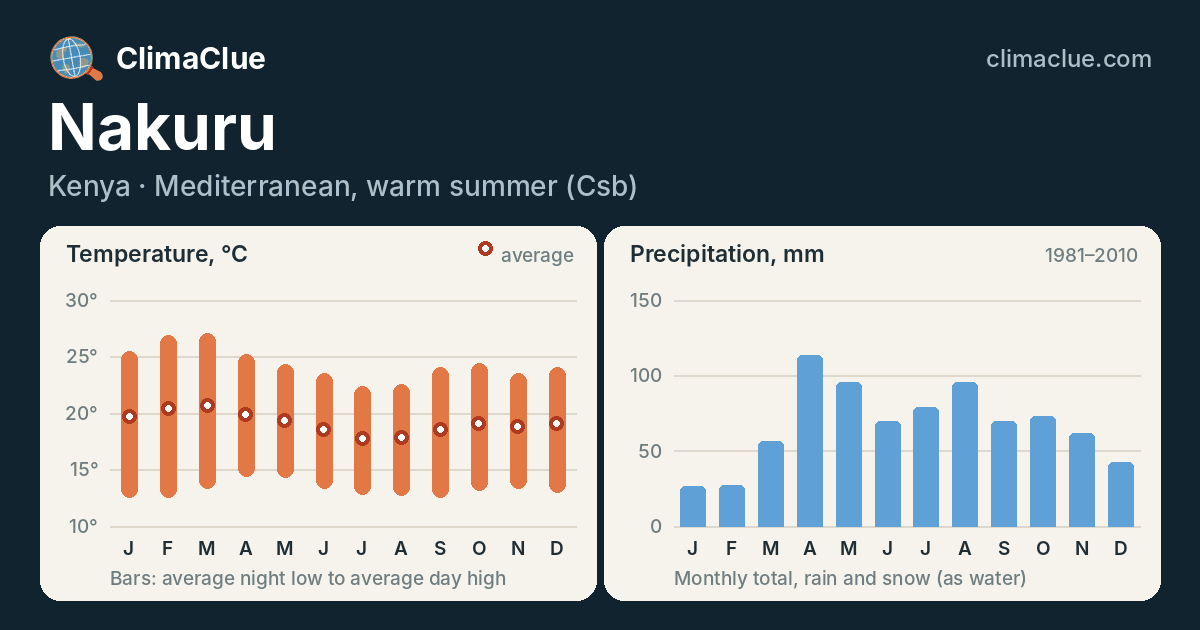 ClimaClue
climaclue.com
Nakuru
Kenya · Mediterranean, warm summer (Csb)
Temperature, °C
average
30°
25°
20°
15°
10°
J F M A M J J A S O N D
Bars: average night low to average day high
Precipitation, mm
1981–2010
150
100
50
0
J F M A M J J A S O N D
Monthly total, rain and snow (as water)